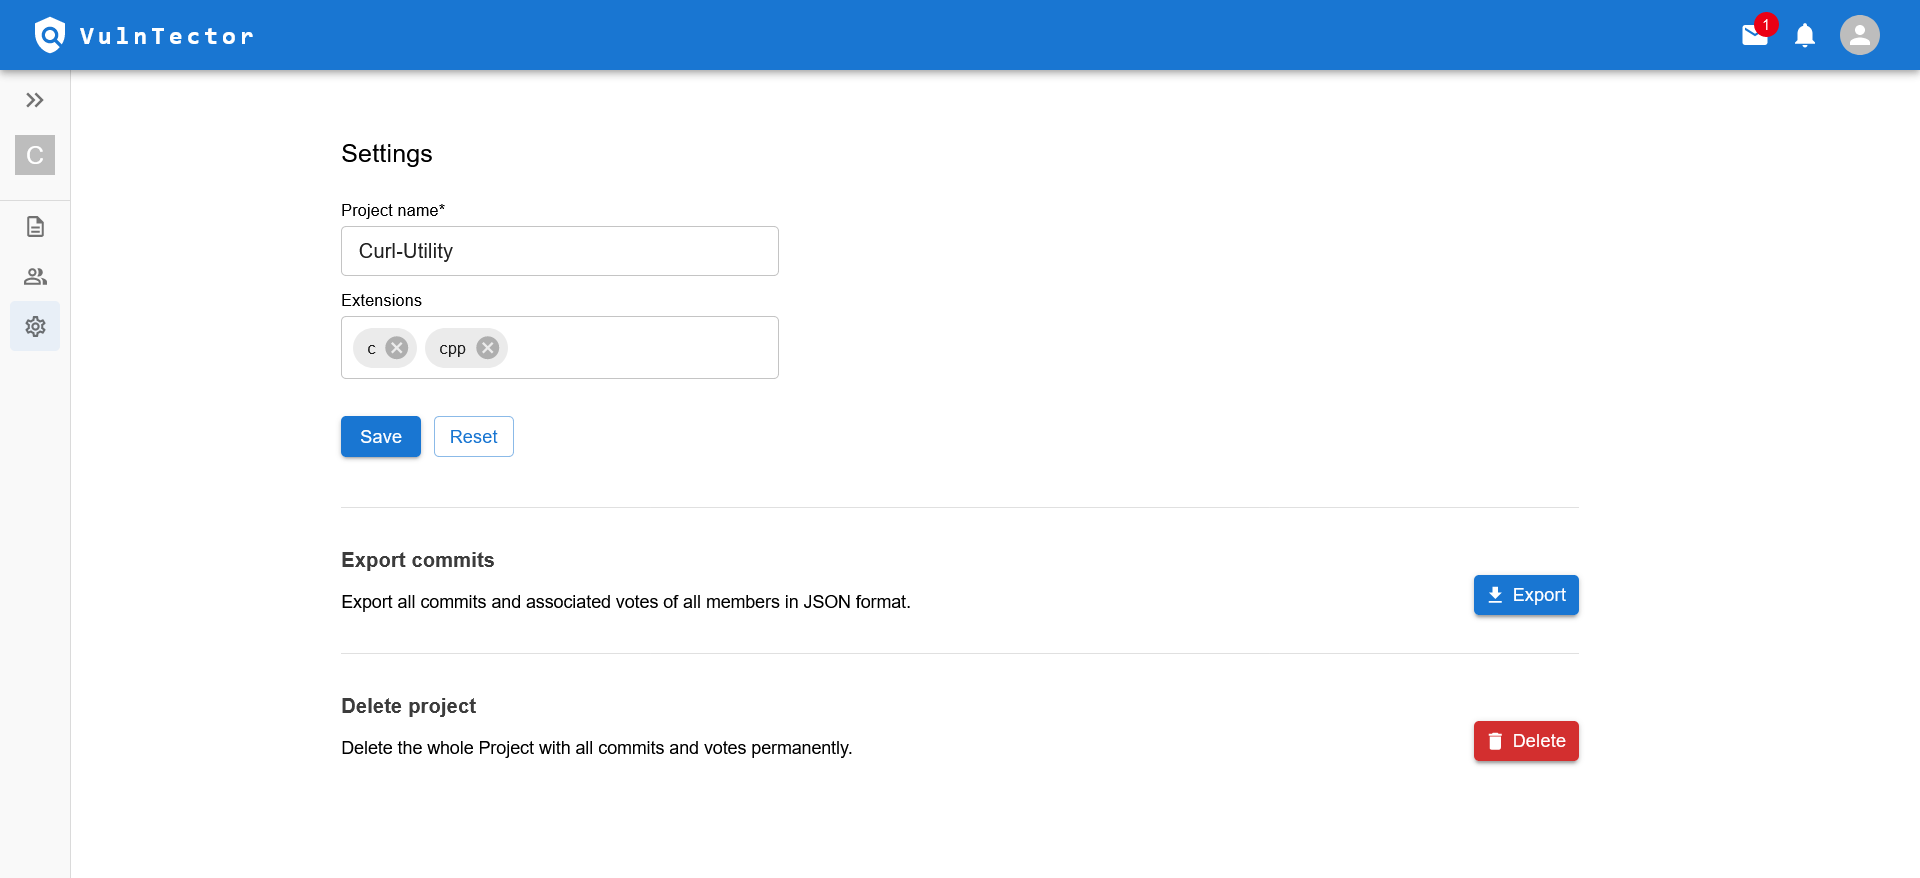 VulnTector
1
C
Settings
Project name*
Curl-Utility
Extensions
c cpp
Save Reset
Export commits
Export all commits and associated votes of all members in JSON format.
Export
Delete project
Delete the whole Project with all commits and votes permanently.
Delete